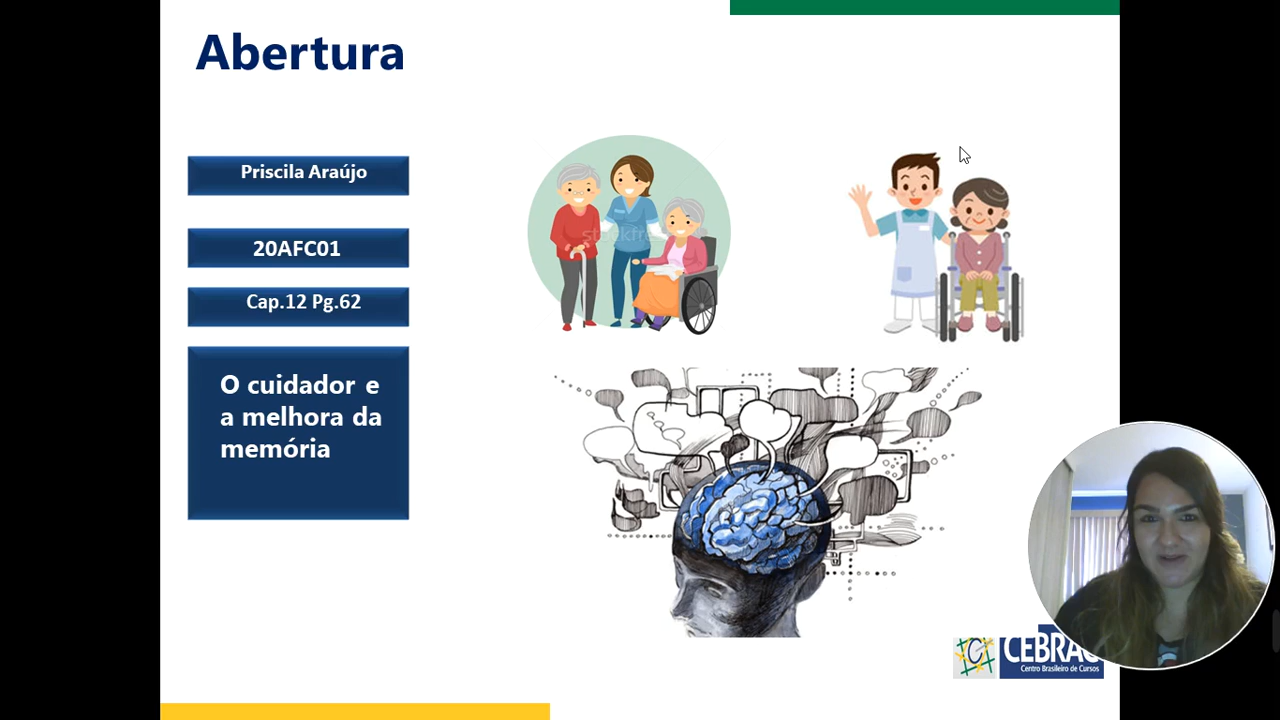 Abertura
Priscila Araújo
20AFC01
Cap.12 Pg.62
O cuidador e
a melhora da
memória
CEBRAC
Centro Brasileiro de Cursos